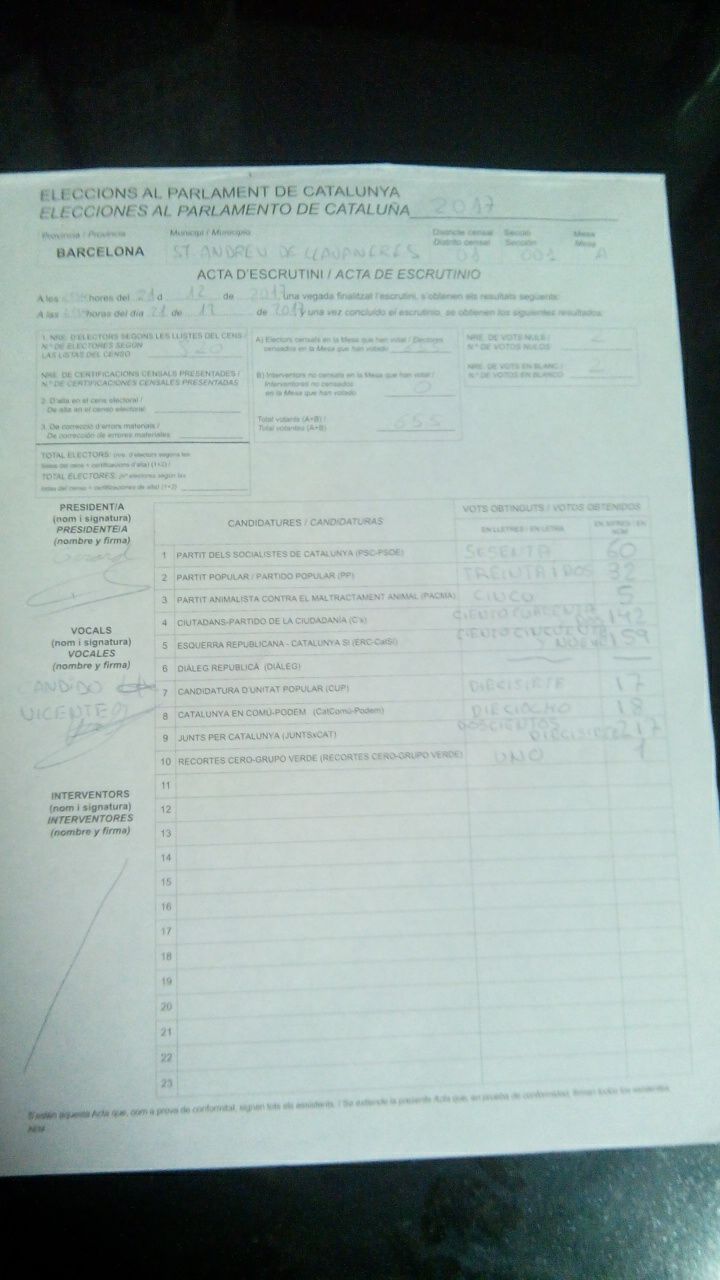 ELECCIONS AL PARLAMENT DE CATALUNYA
ELECCIONES AL PARLAMENTO DE CATALUÑA 2017
Provincia / Provincia Municipi / Municipio Districte censal Secció Mesa
Distrito censal Sección Mesa
BARCELONA ST. ANDREU DE LLAVANERES 01 001 A
ACTA D'ESCRUTINI / ACTA DE ESCRUTINIO
A les hores del 21 d 12 de 2017 una vegada finalitzat l'escrutini, s'obtenen els resultats següents:
A las horas del día 21 de 12 de 2017 una vez concluido el escrutinio, se obtienen los siguientes resultados:
1. NRE. D'ELECTORS SEGONS LES LLISTES DEL CENS /
N.º DE ELECTORES SEGÚN
LAS LISTAS DEL CENSO
NRE. DE CERTIFICACIONS CENSALS PRESENTADES /
N.º DE CERTIFICACIONES CENSALES PRESENTADAS
2. D'alta en el cens electoral /
De alta en el censo electoral
3. De correcció d'errors materials /
De corrección de errores materiales
TOTAL ELECTORS: (nre. d'electors segons les
llistes del cens + certificacions d'alta) (1+2) /
TOTAL ELECTORES: (nº electores según las
listas del censo + certificaciones de alta) (1+2)
A) Electors censats en la Mesa que han votat / Electores
censados en la Mesa que han votado 655
B) Interventors no censats en la Mesa que han votat /
Interventores no censados
en la Mesa que han votado 0
Total votants (A+B) /
Total votantes (A+B) 655
NRE. DE VOTS NULS /
N.º DE VOTOS NULOS 2
NRE. DE VOTS EN BLANC /
N.º DE VOTOS EN BLANCO 2
PRESIDENT/A
(nom i signatura)
PRESIDENTE/A
(nombre y firma)
VOCALS
(nom i signatura)
VOCALES
(nombre y firma)
CANDIDO
VICENTE
INTERVENTORS
(nom i signatura)
INTERVENTORES
(nombre y firma)
CANDIDATURES / CANDIDATURAS VOTS OBTINGUTS / VOTOS OBTENIDOS
EN LLETRES / EN LETRA EN XIFRES / EN NÚM
1 PARTIT DELS SOCIALISTES DE CATALUNYA (PSC-PSOE) SESENTA 60
2 PARTIT POPULAR / PARTIDO POPULAR (PP) TREINTA I DOS 32
3 PARTIT ANIMALISTA CONTRA EL MALTRACTAMENT ANIMAL (PACMA) CINCO 5
4 CIUTADANS-PARTIDO DE LA CIUDADANÍA (C's) CIENTO CUARENTA DOS 142
5 ESQUERRA REPUBLICANA - CATALUNYA SI (ERC-CatSí) CIENTO CINCUENTA NUEVE 159
6 DIÀLEG REPUBLICÀ (DIÀLEG)
7 CANDIDATURA D'UNITAT POPULAR (CUP) DIECISIETE 17
8 CATALUNYA EN COMÚ-PODEM (CatComú-Podem) DIECIOCHO 18
9 JUNTS PER CATALUNYA (JUNTSxCAT) DOSCIENTOS DIECISIETE 217
10 RECORTES CERO-GRUPO VERDE (RECORTES CERO-GRUPO VERDE) UNO 1
11
12
13
14
15
16
17
18
19
20
21
22
23
S'estén aquesta Acta que, com a prova de conformitat, signen tots els assistents. / Se extiende la presente Acta que, en prueba de conformidad, firman todos los asistentes